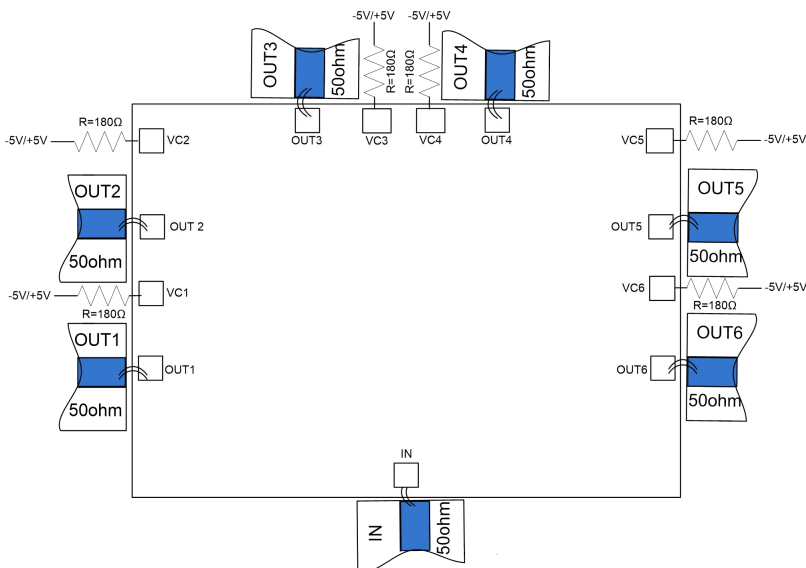 -5V/+5V
-5V/+5V
OUT3
50ohm
R=180Ω
R=180Ω
OUT4
50ohm
R=180Ω
-5V/+5V
VC2
OUT3
VC3
VC4
OUT4
VC5
R=180Ω
-5V/+5V
OUT2
50ohm
OUT 2
OUT5
OUT5
50ohm
-5V/+5V
R=180Ω
VC1
VC6
R=180Ω
-5V/+5V
OUT1
50ohm
OUT1
OUT6
OUT6
50ohm
IN
IN
50ohm